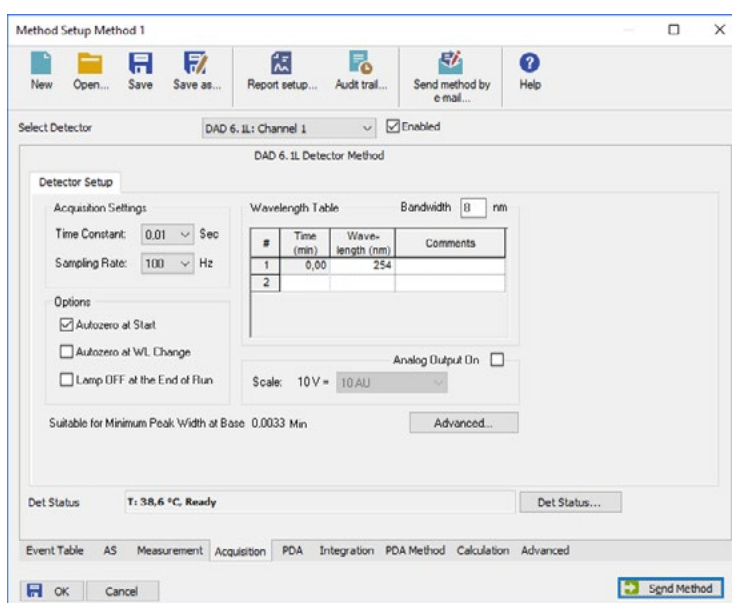 Method Setup Method 1
New Open... Save Save as... Report setup... Audit trail... Send method by e-mail... Help
Select Detector DAD 6.1L: Channel 1 Enabled
DAD 6.1L Detector Method
Detector Setup
Acquisition Settings
Time Constant: 0.01 Sec
Sampling Rate: 100 Hz
Wavelength Table Bandwidth 8 nm
# Time (min) Wave-length (nm) Comments
1 0,00 254
2
Options
Autozero at Start
Autozero at WL Change
Lamp OFF at the End of Run
Analog Output On
Scale: 10 V = 10 AU
Suitable for Minimum Peak Width at Base 0.0033 Min Advanced...
Det Status T: 38,6 °C, Ready Det Status...
Event Table AS Measurement Acquisition PDA Integration PDA Method Calculation Advanced
OK Cancel Send Method